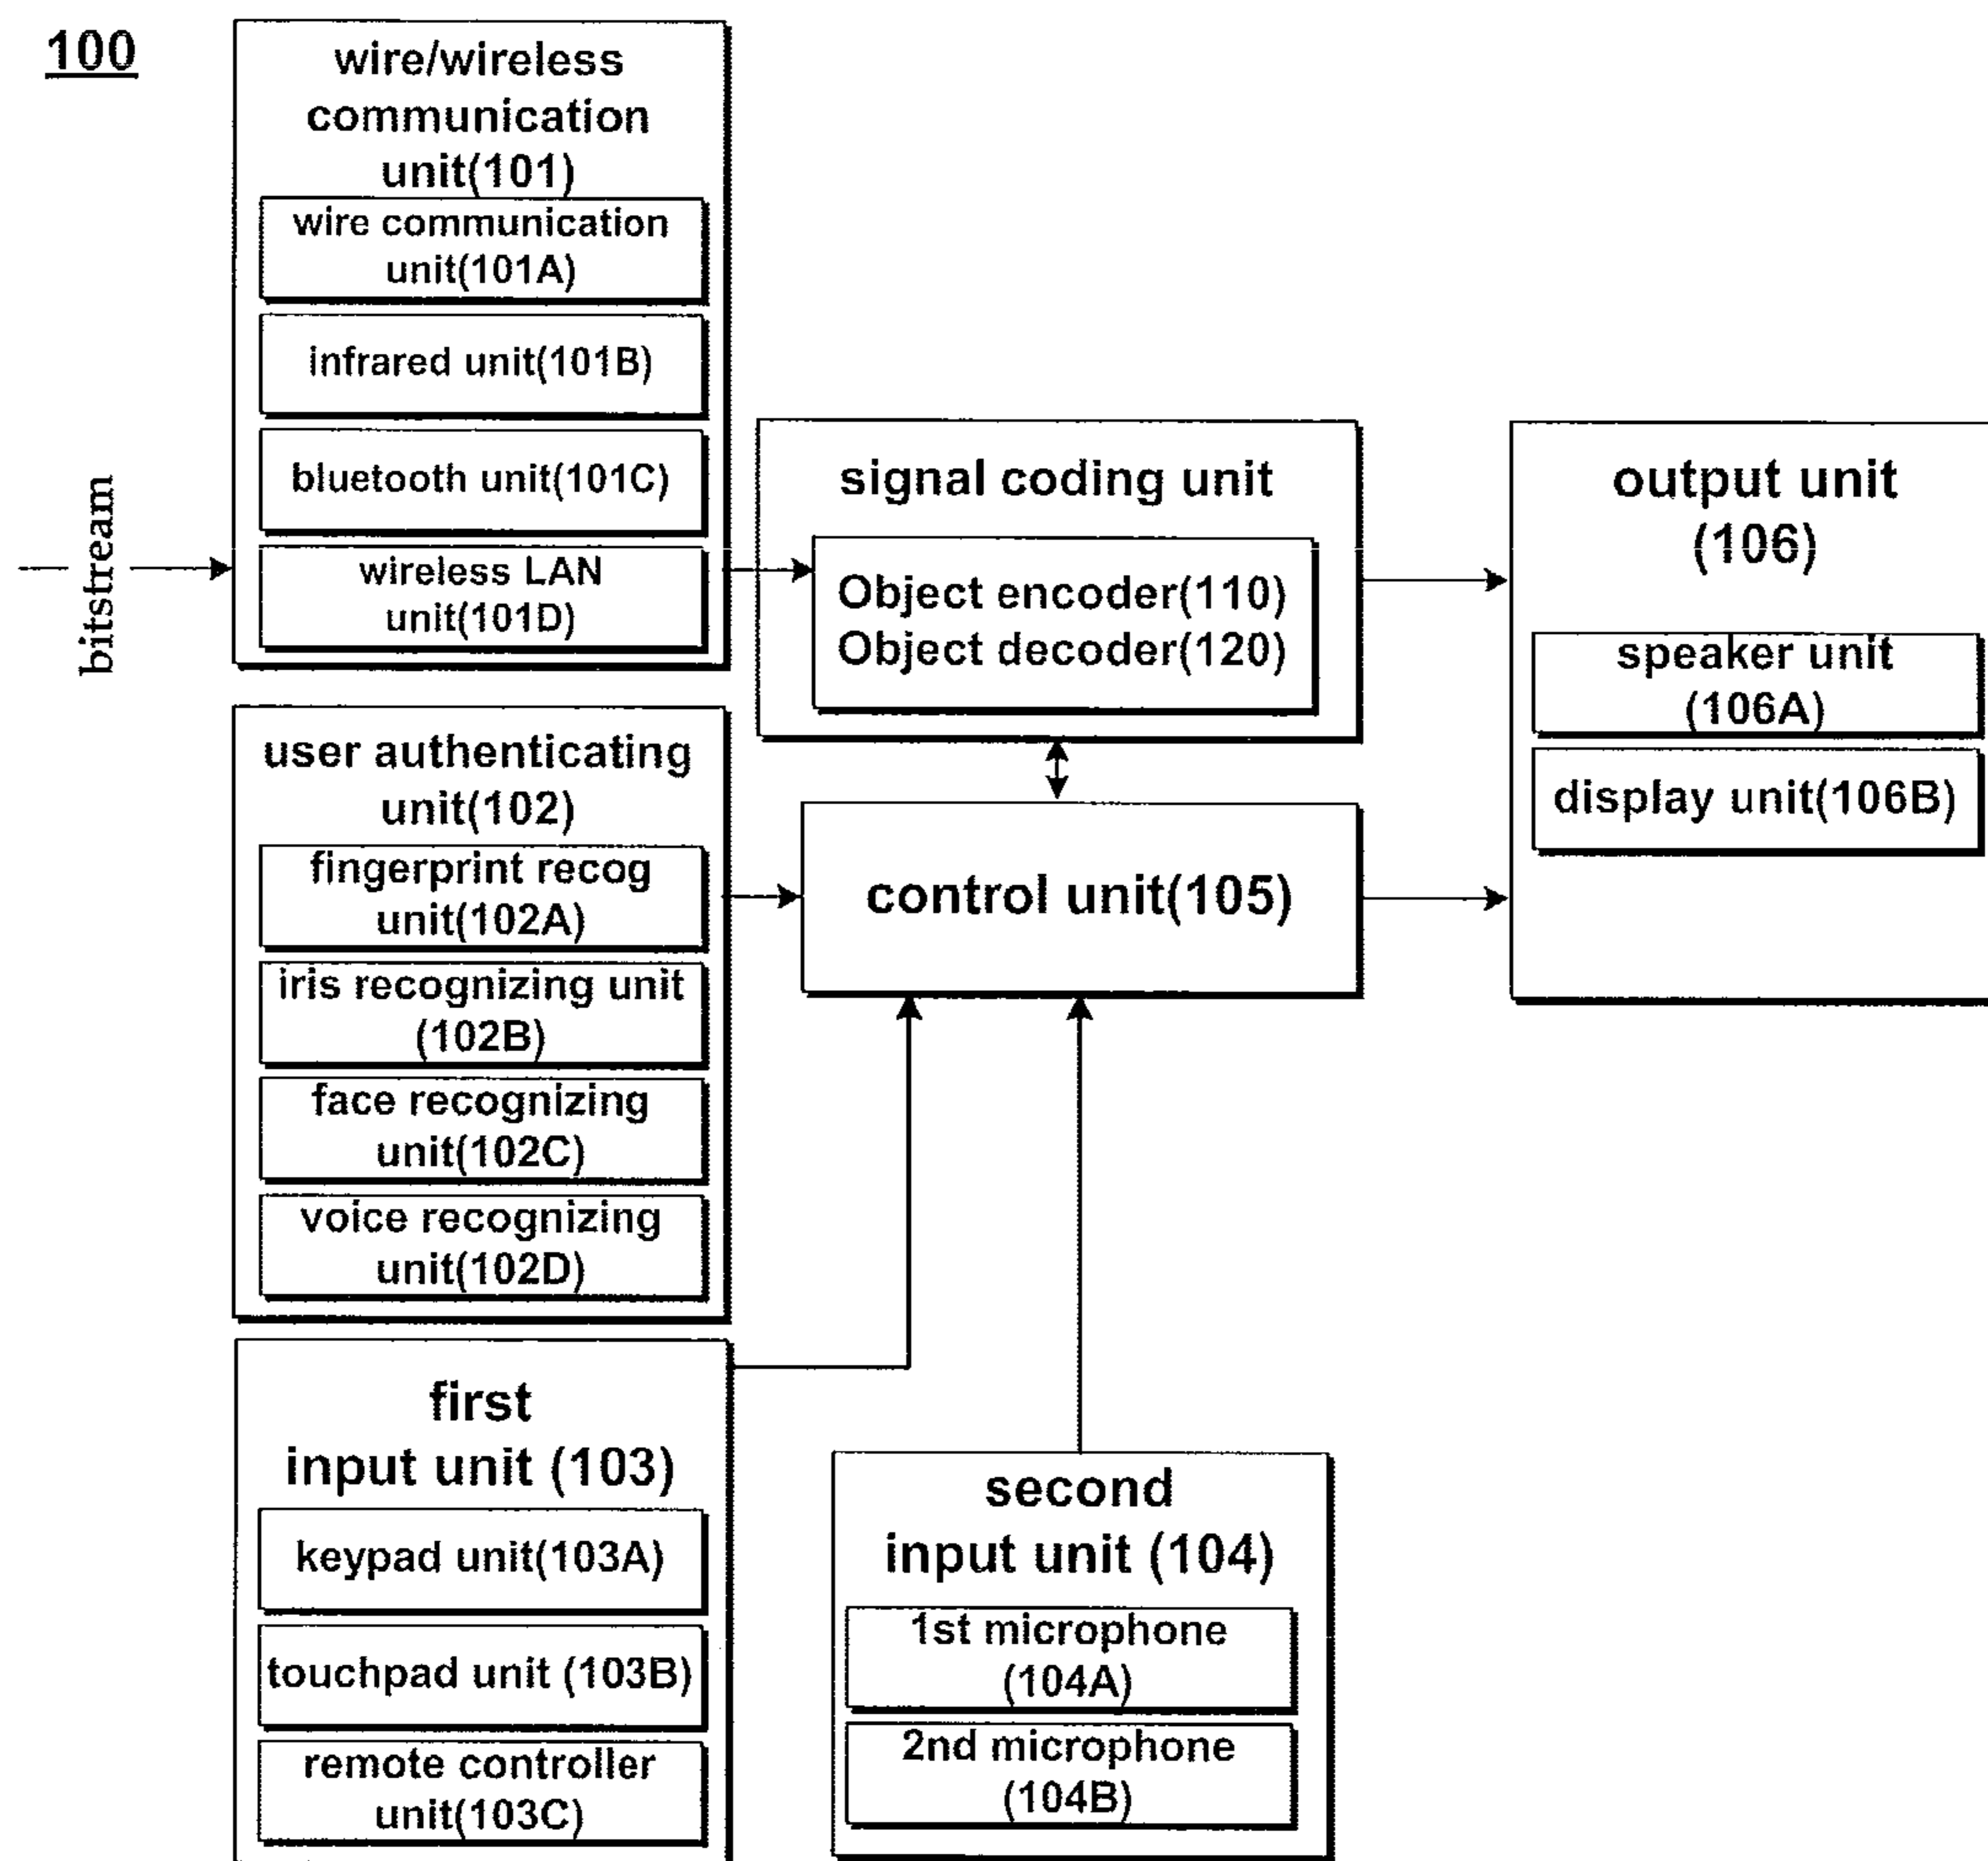 100
wire/wireless
communication
unit(101)
wire communication
unit(101A)
infrared unit(101B)
bluetooth unit(101C)
wireless LAN
unit(101D)
bitstream
user authenticating
unit(102)
fingerprint recog
unit(102A)
iris recognizing unit
(102B)
face recognizing
unit(102C)
voice recognizing
unit(102D)
first
input unit (103)
keypad unit(103A)
touchpad unit (103B)
remote controller
unit(103C)
signal coding unit
Object encoder(110)
Object decoder(120)
control unit(105)
second
input unit (104)
1st microphone
(104A)
2nd microphone
(104B)
output unit
(106)
speaker unit
(106A)
display unit(106B)